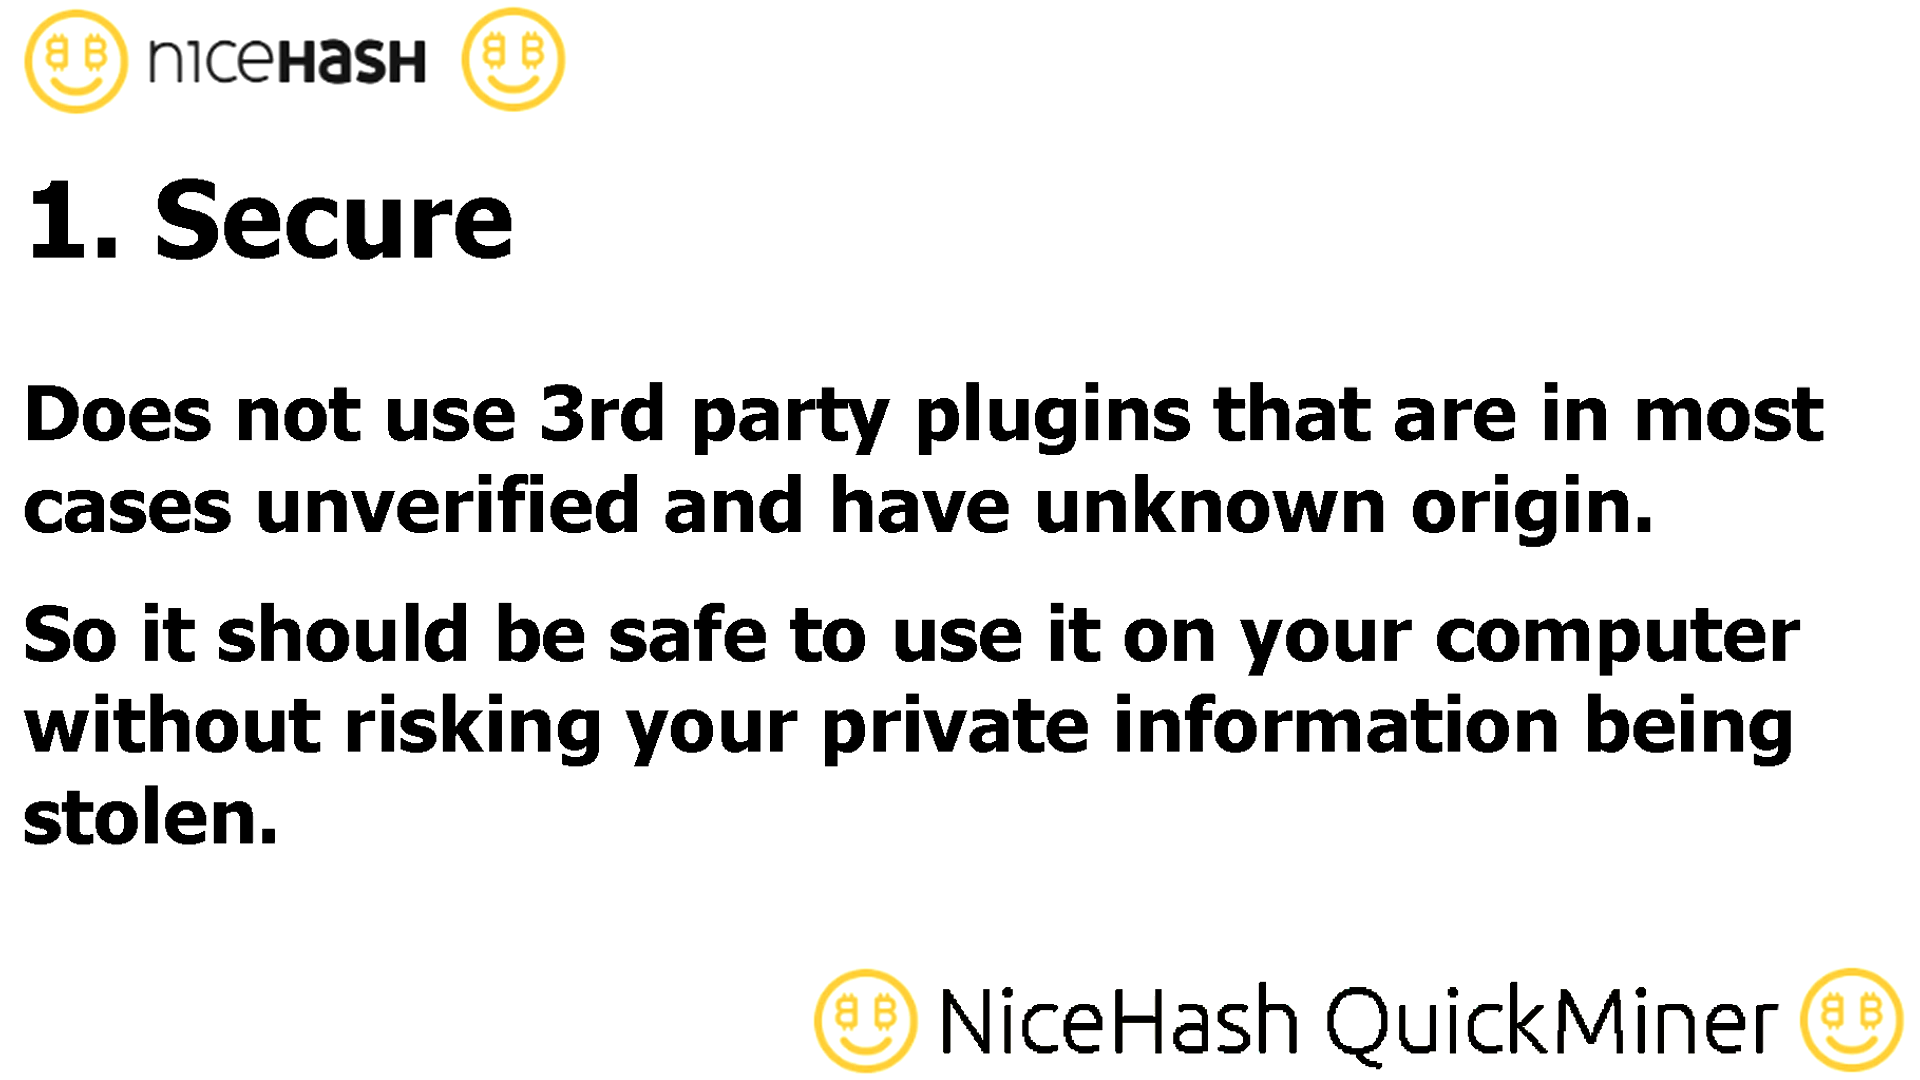 nıceHasH
1. Secure
Does not use 3rd party plugins that are in most
cases unverified and have unknown origin.
So it should be safe to use it on your computer
without risking your private information being
stolen.
NiceHash QuickMiner